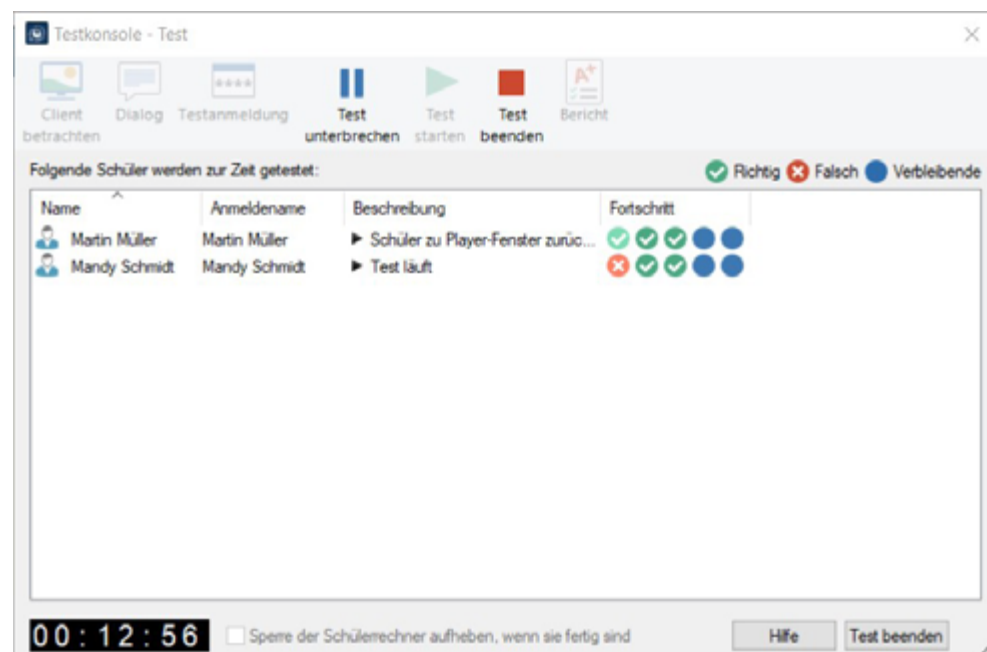 Testkonsole - Test
Client betrachten
Dialog
Testanmeldung
Test unterbrechen
Test starten
Test beenden
Bericht
Folgende Schüler werden zur Zeit getestet: Richtig Falsch Verbleibende
Name Anmeldename Beschreibung Fortschritt
Martin Müller Martin Müller Schüler zu Player-Fenster zurüc...
Mandy Schmidt Mandy Schmidt Test läuft
00:12:56 Sperre der Schülerrechner aufheben, wenn sie fertig sind Hilfe Test beenden